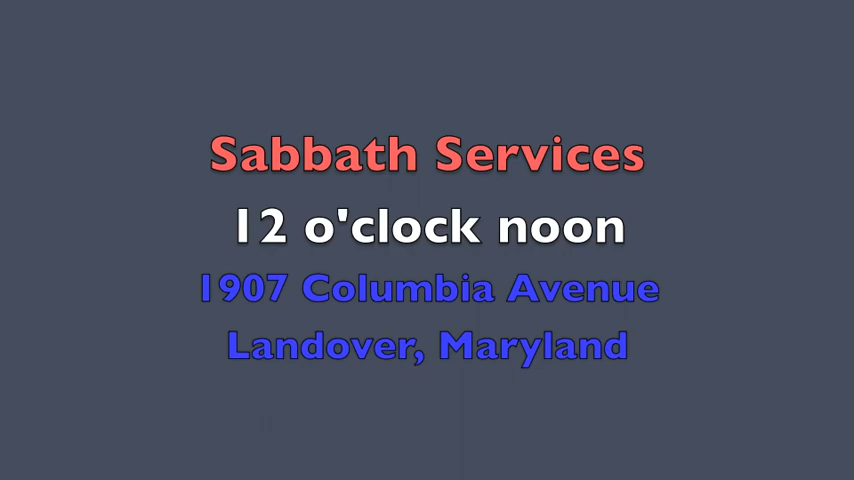 Sabbath Services
12 o'clock noon
1907 Columbia Avenue
Landover, Maryland